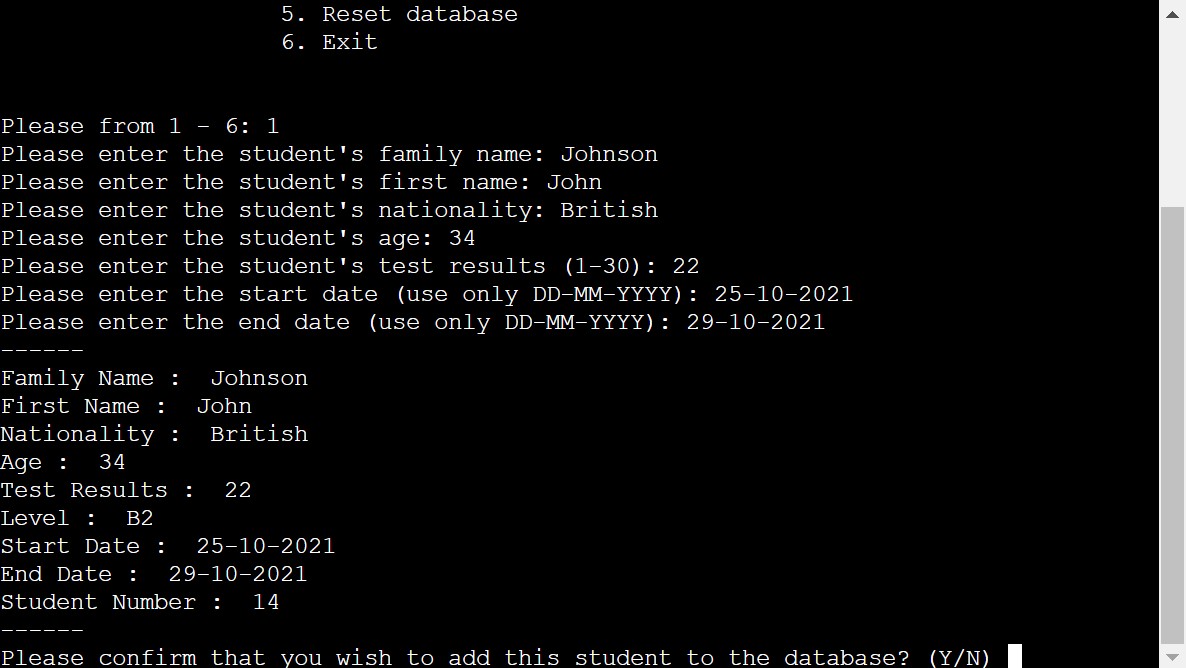 5. Reset database
6. Exit
Please from 1 - 6: 1
Please enter the student's family name: Johnson
Please enter the student's first name: John
Please enter the student's nationality: British
Please enter the student's age: 34
Please enter the student's test results (1-30): 22
Please enter the start date (use only DD-MM-YYYY): 25-10-2021
Please enter the end date (use only DD-MM-YYYY): 29-10-2021
------
Family Name :  Johnson
First Name :  John
Nationality :  British
Age :  34
Test Results :  22
Level :  B2
Start Date :  25-10-2021
End Date :  29-10-2021
Student Number :  14
------
Please confirm that you wish to add this student to the database? (Y/N)